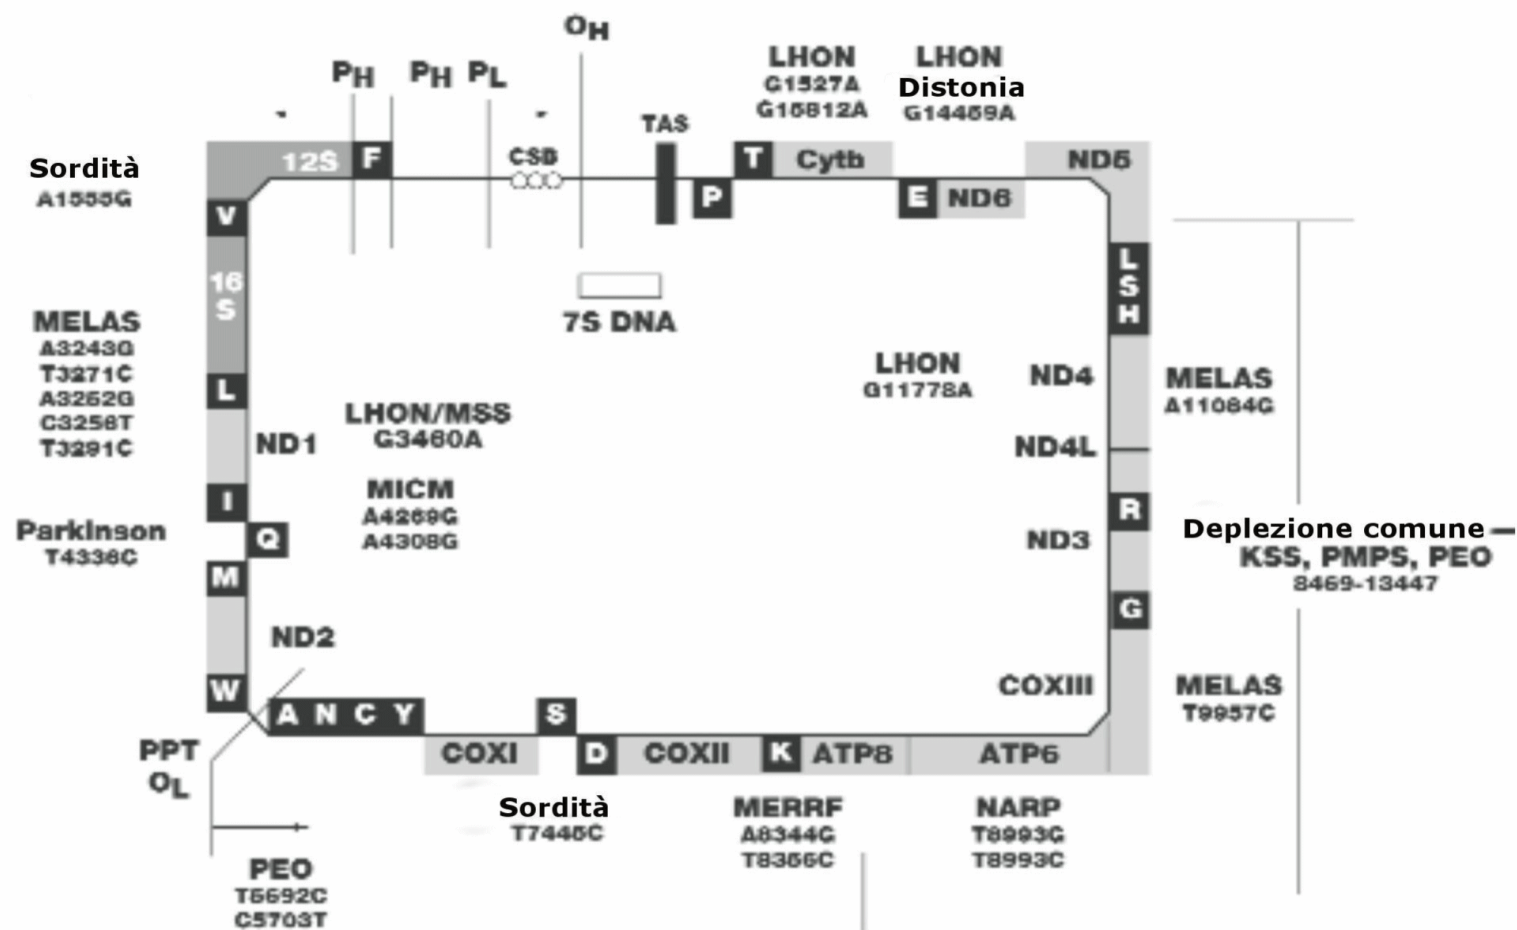 OH
PH PH PL
LHON
G1527A
G15812A
LHON
Distonia
G14459A
TAS
CSB
12S F
T Cytb
ND5
P
E ND6
Sordità
A1555G
V
16
S
L
S
H
7S DNA
MELAS
A3243G
T3271C
A3252G
C3256T
T3291C
L
ND1
LHON/MSS
G3460A
MICM
A4269G
A4308G
LHON
G11778A
ND4
MELAS
A11084G
ND4L
I
R
Parkinson
T4336C
Q
M
ND3
Deplezione comune
KSS, PMPS, PEO
8469-13447
G
ND2
W
A N C Y
S
COXIII
MELAS
T9957C
COXI
D COXII K ATP8 ATP6
PPT
OL
Sordità
T7445C
MERRF
A8344G
T8356C
NARP
T8993G
T8993C
PEO
T5692C
C5703T